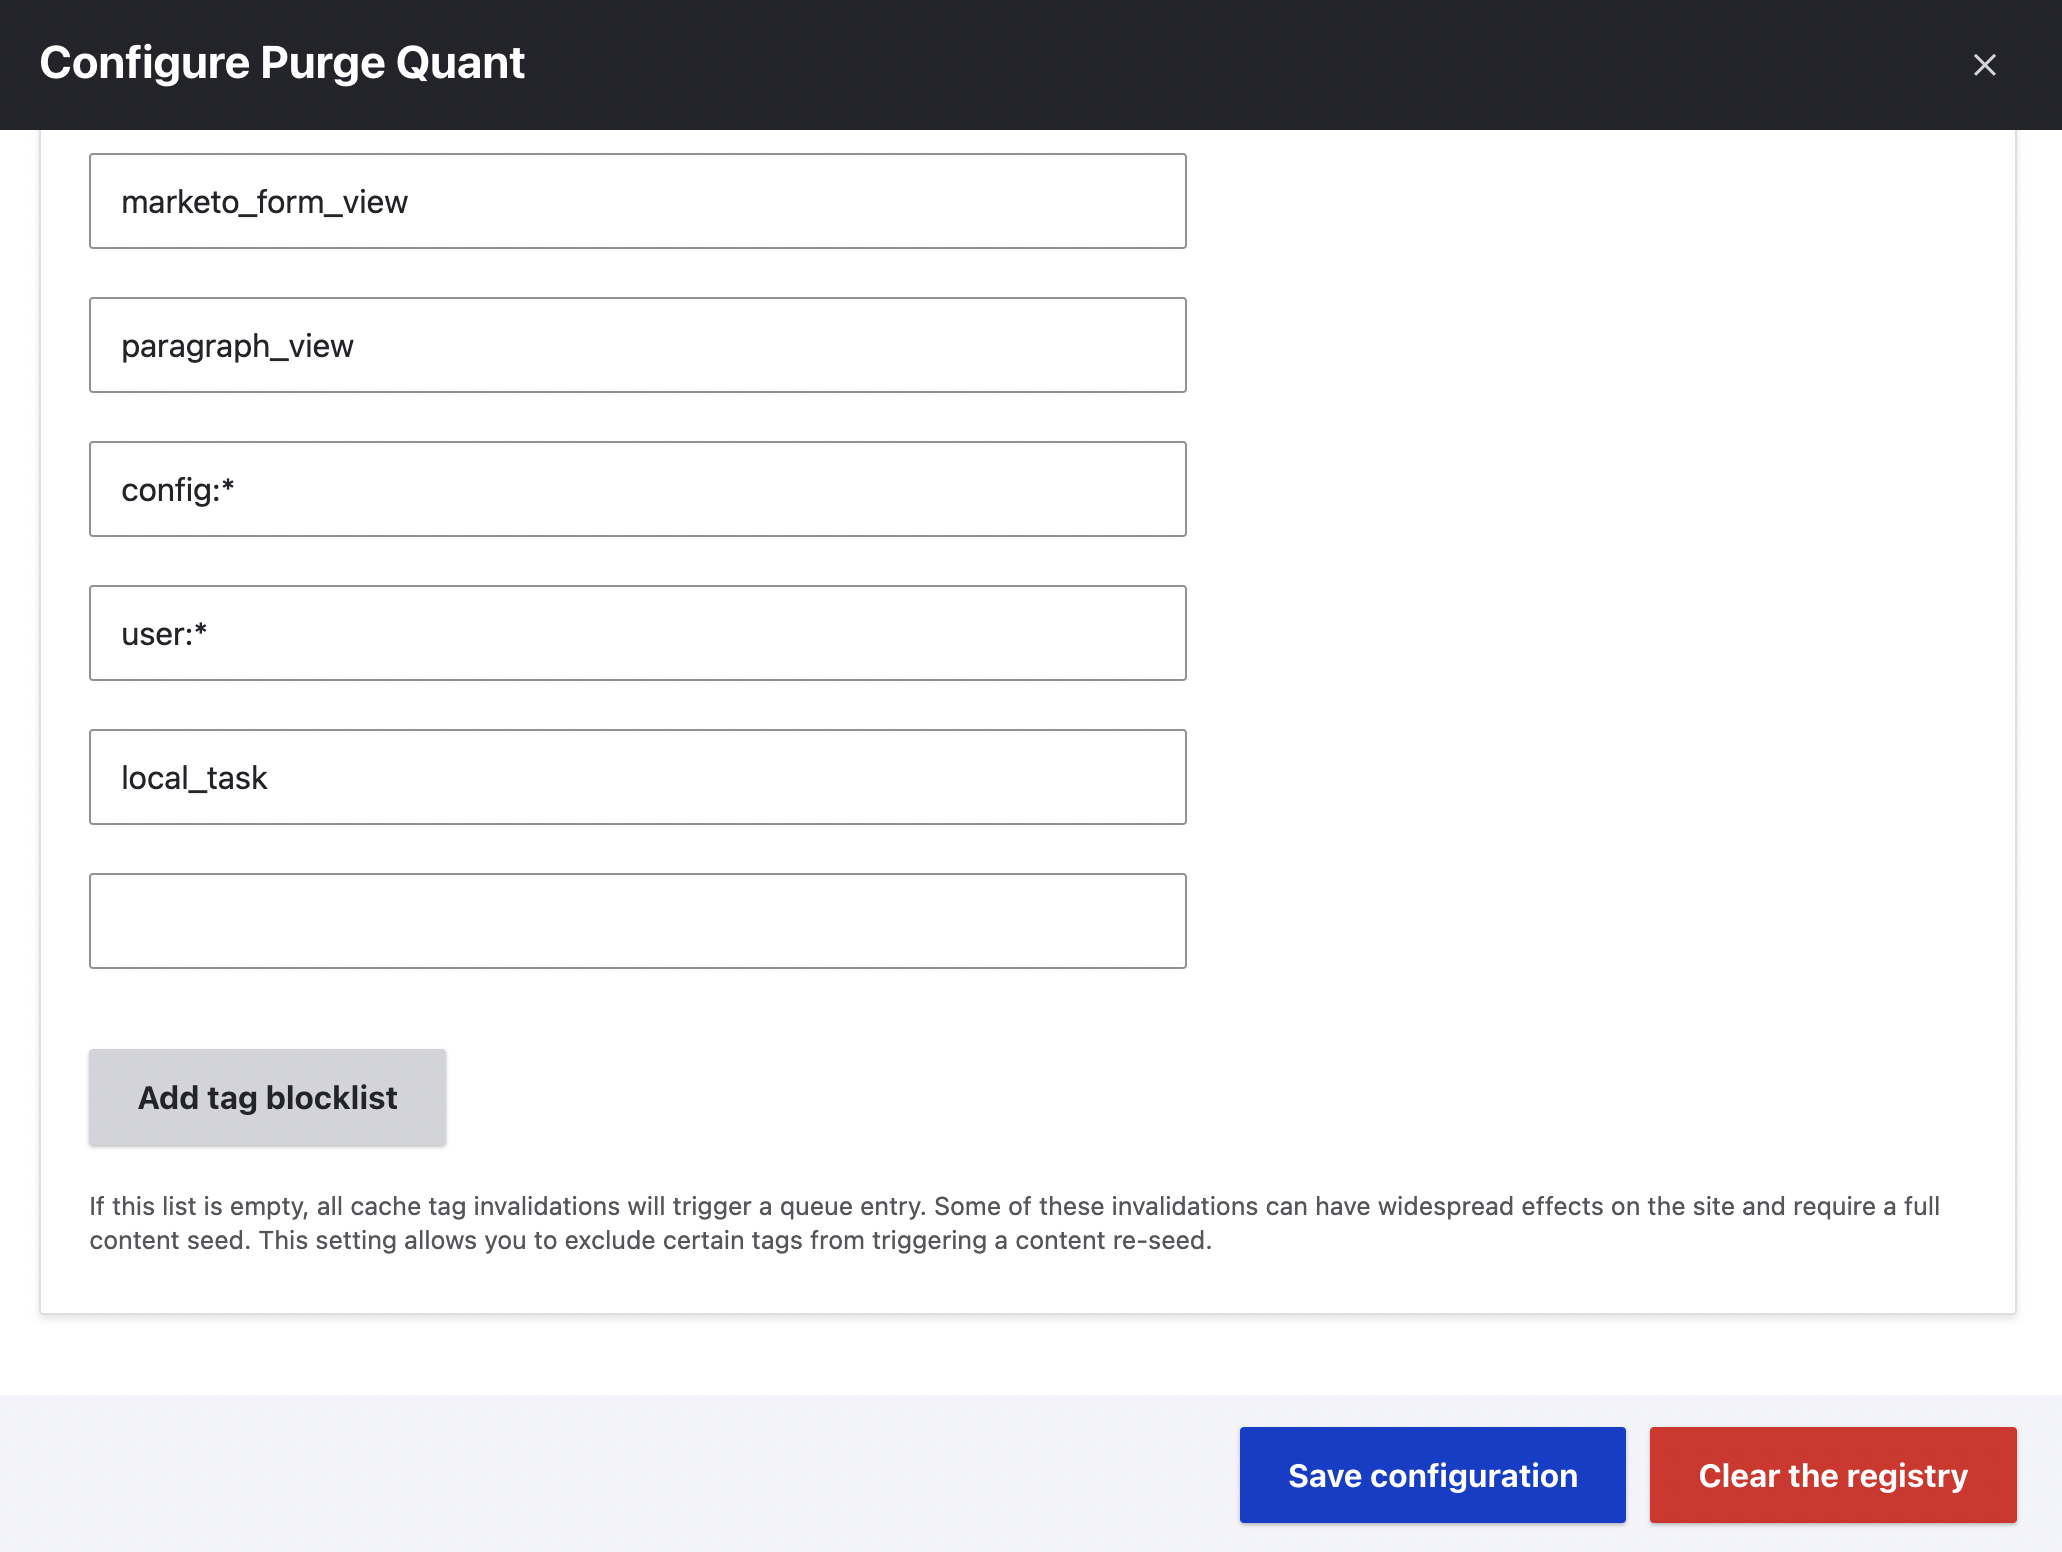 Configure Purge Quant
marketo_form_view
paragraph_view
config:*
user:*
local_task
Add tag blocklist
If this list is empty, all cache tag invalidations will trigger a queue entry. Some of these invalidations can have widespread effects on the site and require a full
content seed. This setting allows you to exclude certain tags from triggering a content re-seed.
Save configuration
Clear the registry